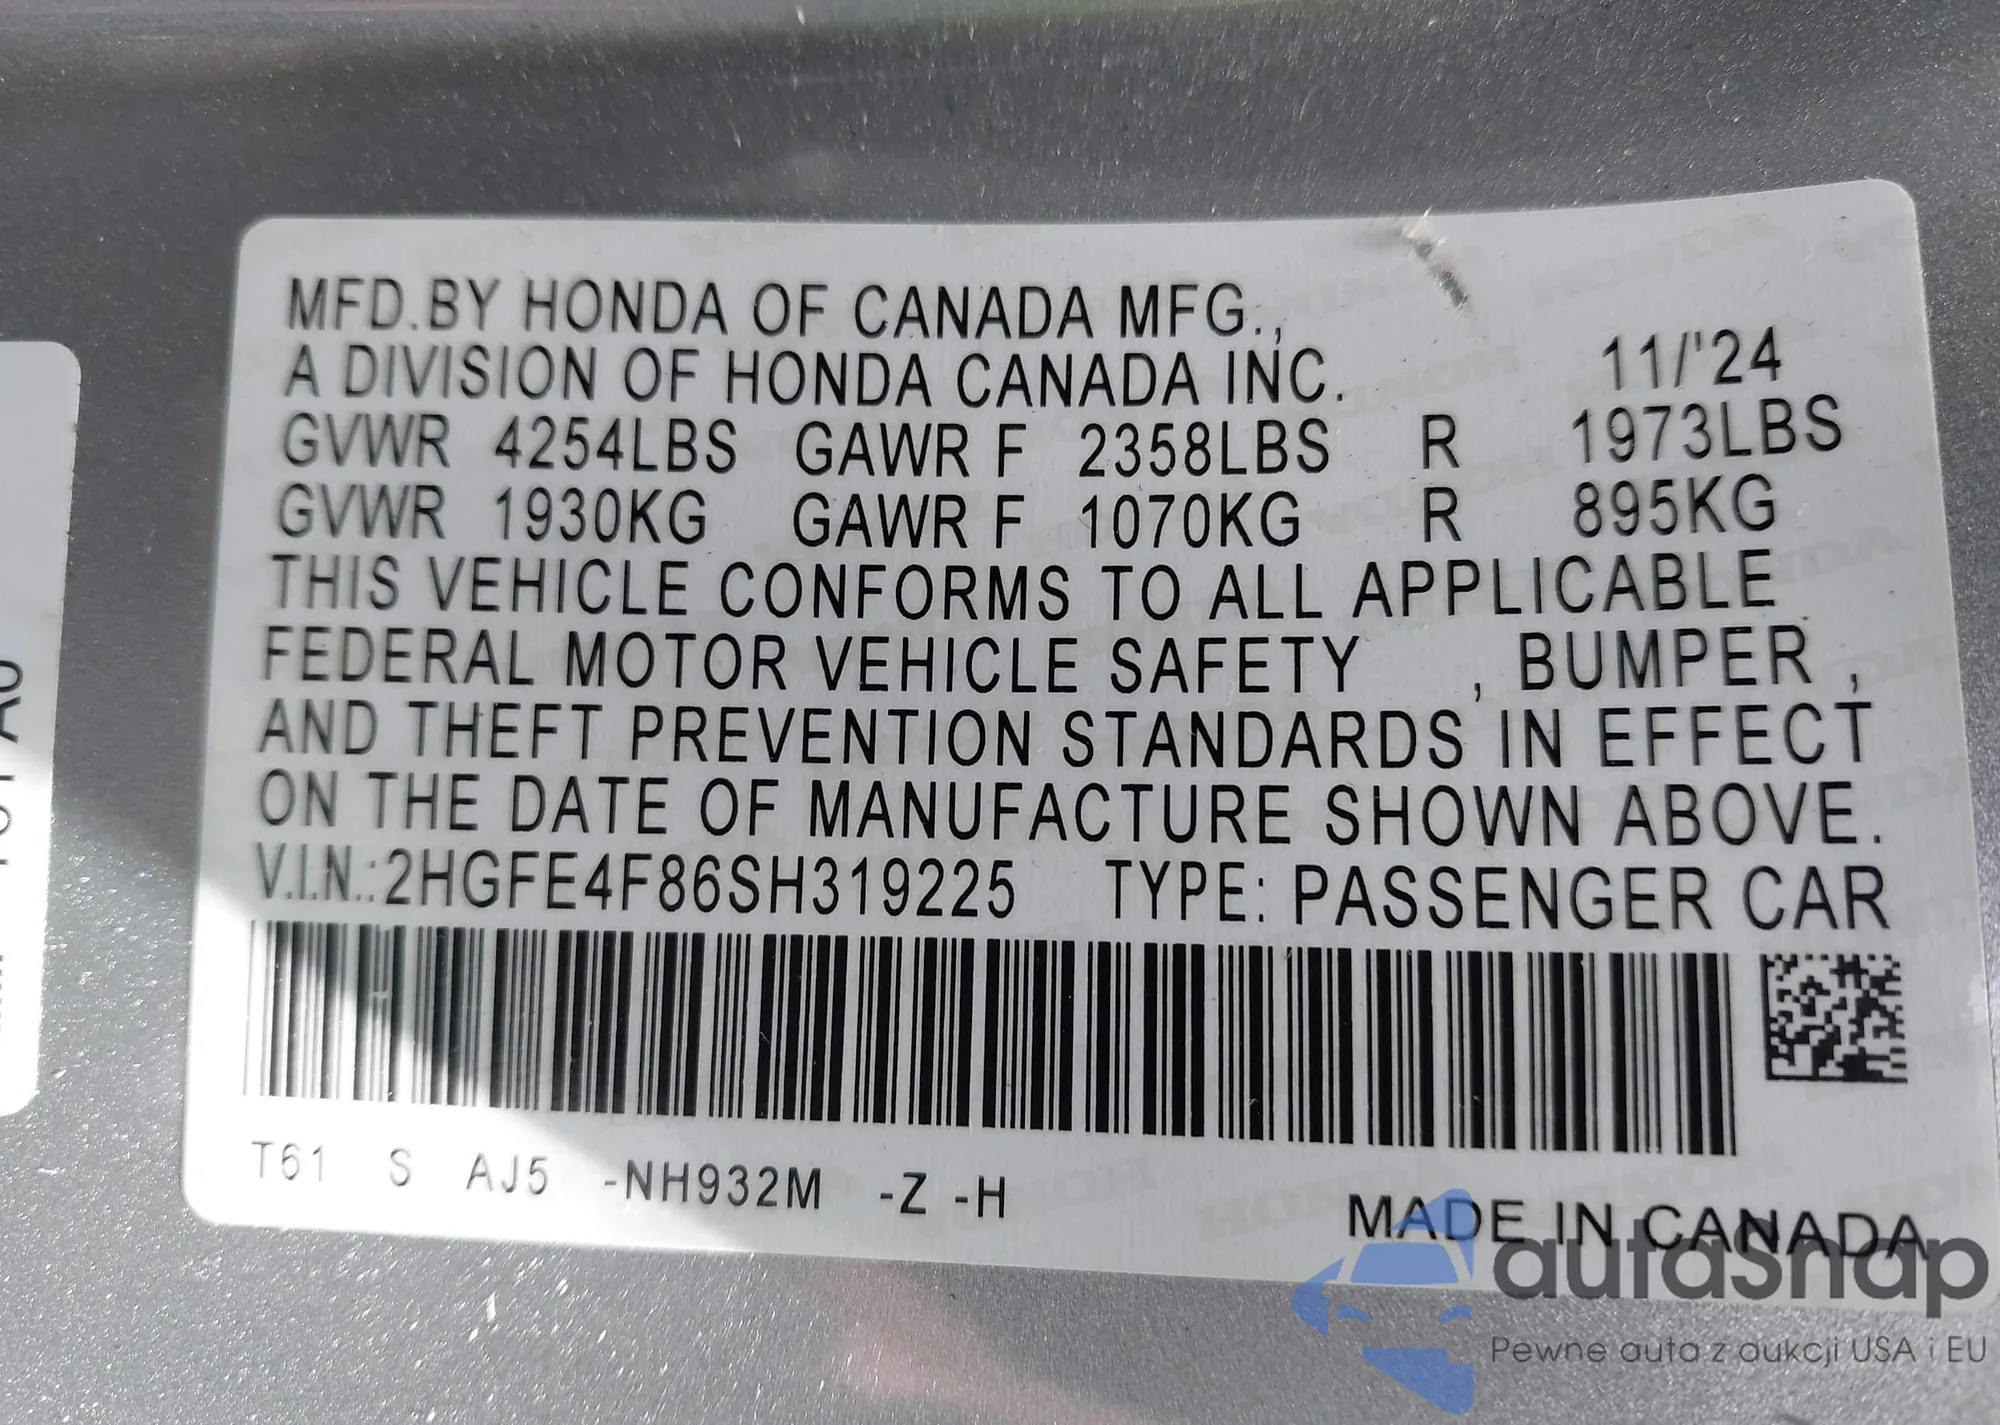 MFD.BY HONDA OF CANADA MFG.,
A DIVISION OF HONDA CANADA INC. 11/'24
GVWR 4254LBS GAWR F 2358LBS R 1973LBS
GVWR 1930KG GAWR F 1070KG R 895KG
THIS VEHICLE CONFORMS TO ALL APPLICABLE
FEDERAL MOTOR VEHICLE SAFETY , BUMPER ,
AND THEFT PREVENTION STANDARDS IN EFFECT
ON THE DATE OF MANUFACTURE SHOWN ABOVE.
V.I.N.:2HGFE4F86SH319225 TYPE: PASSENGER CAR
T61 S AJ5 -NH932M -Z -H
MADE IN CANADA
autasnap
Pewne auta z aukcji USA i EU